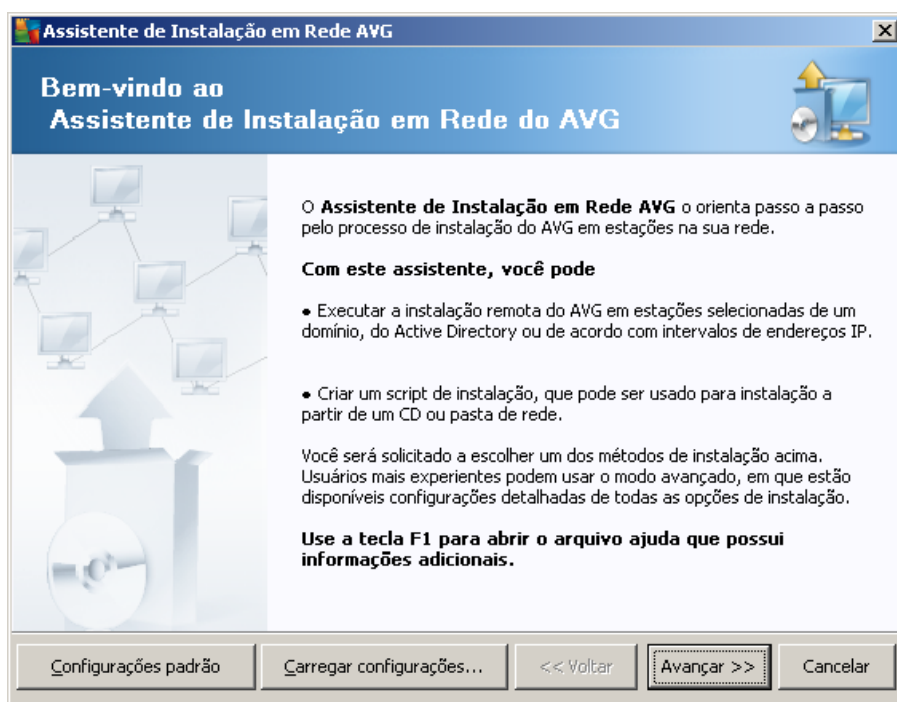 Assistente de Instalação em Rede AVG
Bem-vindo ao
Assistente de Instalação em Rede do AVG
O Assistente de Instalação em Rede AVG o orienta passo a passo
pelo processo de instalação do AVG em estações na sua rede.
Com este assistente, você pode
• Executar a instalação remota do AVG em estações selecionadas de um
domínio, do Active Directory ou de acordo com intervalos de endereços IP.
• Criar um script de instalação, que pode ser usado para instalação a
partir de um CD ou pasta de rede.
Você será solicitado a escolher um dos métodos de instalação acima.
Usuários mais experientes podem usar o modo avançado, em que estão
disponíveis configurações detalhadas de todas as opções de instalação.
Use a tecla F1 para abrir o arquivo ajuda que possui
informações adicionais.
Configurações padrão
Carregar configurações...
<< Voltar
Avançar >>
Cancelar